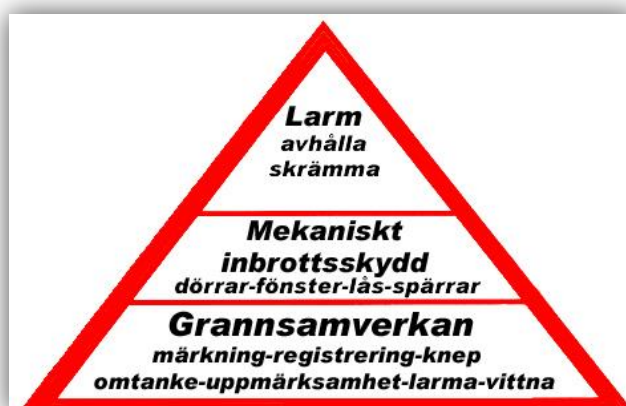 Larm
avhålla
skrämma
Mekaniskt
inbrottsskydd
dörrar-fönster-lås-spärrar
Grannsamverkan
märkning-registrering-knep
omtanke-uppmärksamhet-larma-vittna